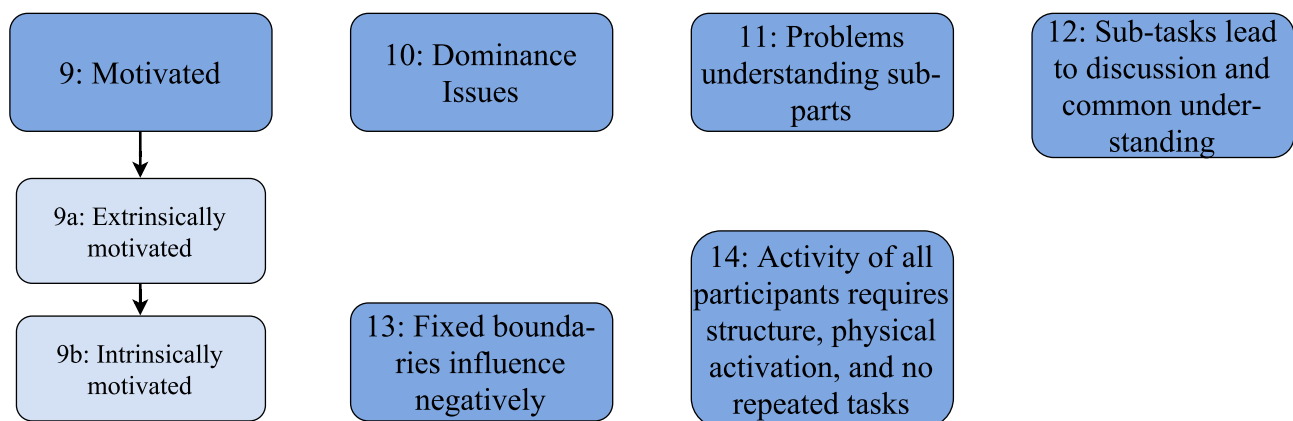 9: Motivated
10: Dominance
Issues
11: Problems
understanding sub-
parts
12: Sub-tasks lead
to discussion and
common under-
standing
9a: Extrinsically
motivated
9b: Intrinsically
motivated
13: Fixed bounda-
ries influence
negatively
14: Activity of all
participants requires
structure, physical
activation, and no
repeated tasks